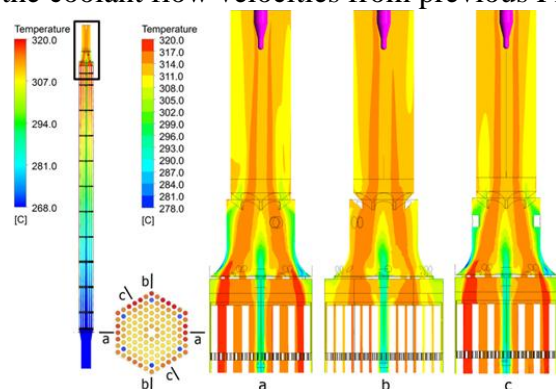 the coolant flow velocities from previous
Temperature
320.0
307.0
294.0
281.0
268.0
[C]
Temperature
320.0
317.0
314.0
311.0
308.0
305.0
302.0
299.0
296.0
293.0
290.0
287.0
284.0
281.0
278.0
[C]
b|
c\
a
a
b|
c\
a
b
c